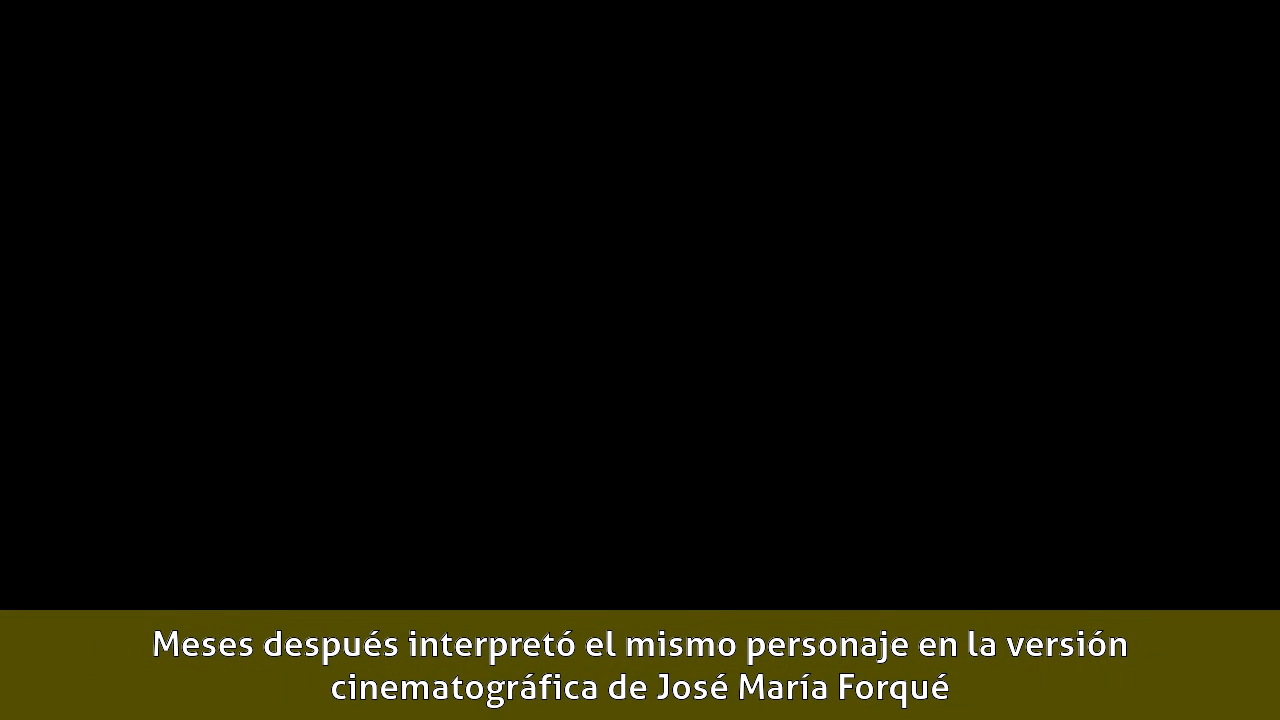 Meses después interpretó el mismo personaje en la versión
cinematográfica de José María Forqué